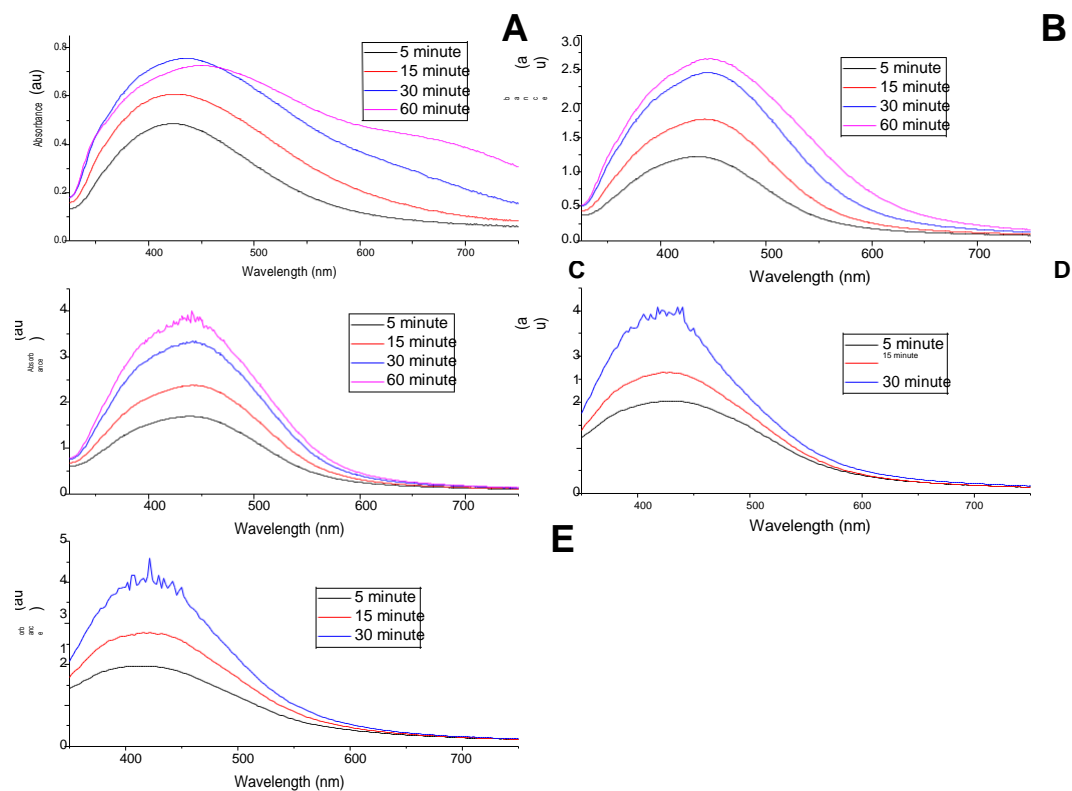 A
0.8
0.6
0.4
0.2
0.0
Absorbance (au)
5 minute
15 minute
30 minute
60 minute
400 500 600 700
Wavelength (nm)
B
3.0
2.5
2.0
1.5
1.0
0.5
0.0
(a
u)
b
a
n
c
e
5 minute
15 minute
30 minute
60 minute
400 500 600 700
Wavelength (nm)
C
4
3
2
1
0
(au
)
Absorb
ance
5 minute
15 minute
30 minute
60 minute
400 500 600 700
Wavelength (nm)
D
4
3
1
2
0
(a
u)
5 minute
15 minute
30 minute
400 500 600 700
Wavelength (nm)
E
5
4
3
1
2
0
(au
)
orb
anc
e
5 minute
15 minute
30 minute
400 500 600 700
Wavelength (nm)